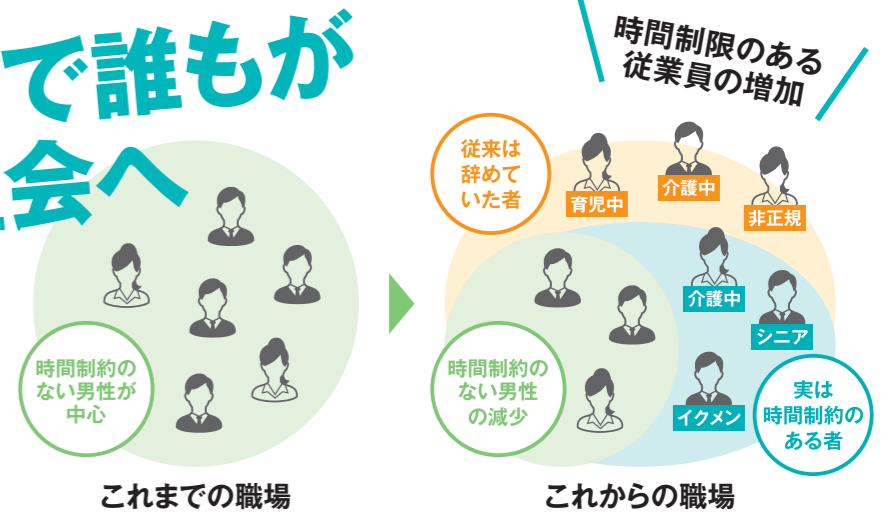 で誰もが
会へ
時間制限のある
従業員の増加
時間制約の
ない男性が
中心
これまでの職場
従来は
辞めて
いた者
育児中
介護中
非正規
介護中
シニア
イクメン
時間制約の
ない男性
の減少
実は
時間制約の
ある者
これからの職場